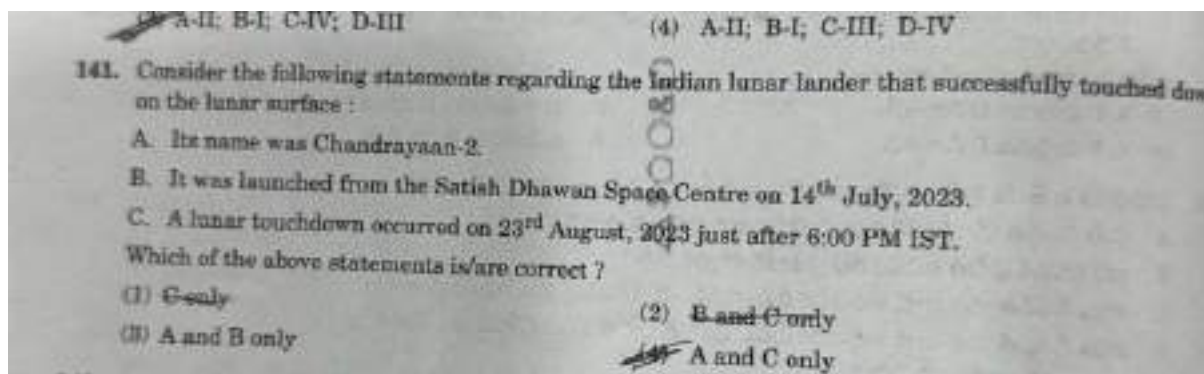 A-II; B-I; C-IV; D-III (4) A-II; B-I; C-III; D-IV
141. Consider the following statements regarding the Indian lunar lander that successfully touched
on the lunar surface :
A. Its name was Chandrayaan-2.
B. It was launched from the Satish Dhawan Space Centre on 14th July, 2023.
C. A lunar touchdown occurred on 23rd August, 2023 just after 6:00 PM IST.
Which of the above statements is/are correct ?
(1) C only (2) B and C only
(3) A and B only (4) A and C only